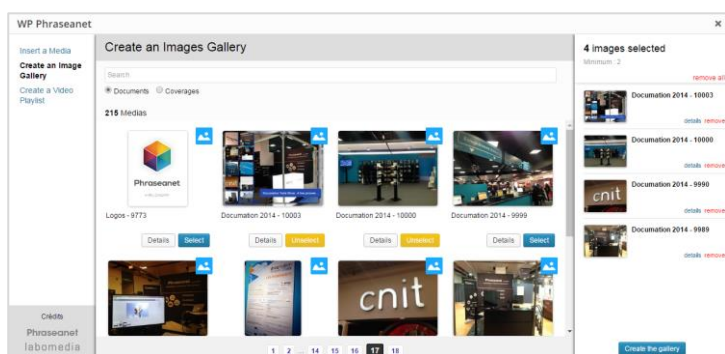 WP Phraseanet
Insert a Media
Create an Image
Gallery
Create a Video
Playlist
Create an Images Gallery
Search
Documents
Coverages
215 Medias
Phraseanet
Logos - 9773
Documation 2014 - 10003
Documation 2014 - 10000
Documation 2014 - 9999
Details
Select
Details
Unselect
Details
Unselect
Details
Select
cnit
1 2 ... 14 15 16 17 18
Crédits
Phraseanet
labomedia
4 images selected
Minimum : 2
remove all
Documation 2014 - 10003
details remove
Documation 2014 - 10000
details remove
cnit
Documation 2014 - 9990
details remove
Documation 2014 - 9989
details remove
Create the gallery